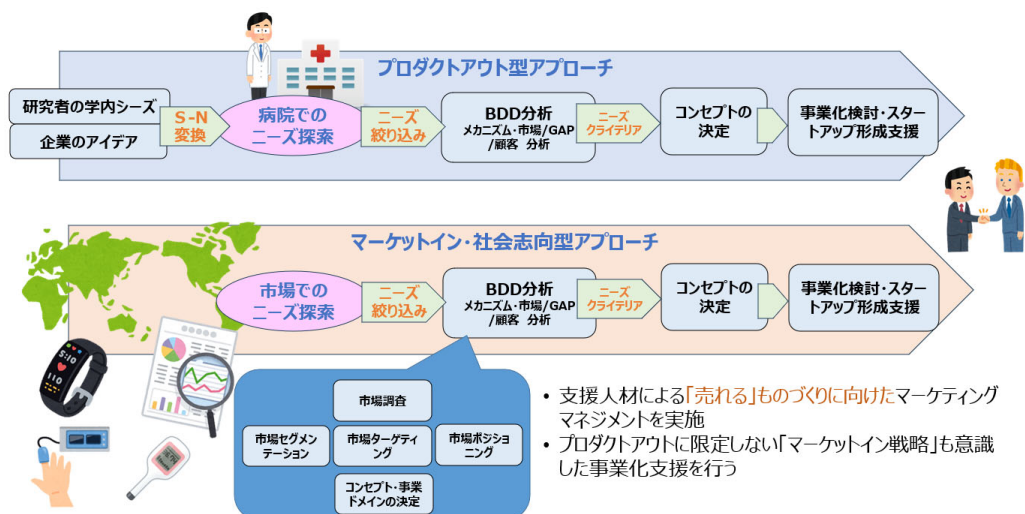 プロダクトアウト型アプローチ
研究者の学内シーズ
企業のアイデア
S-N
変換
病院での
ニーズ探索
ニーズ
絞り込み
BDD分析
メカニズム・市場/GAP
/顧客 分析
ニーズ
クライテリア
コンセプトの
決定
事業化検討・スター
トアップ形成支援
マーケットイン・社会志向型アプローチ
市場での
ニーズ探索
ニーズ
絞り込み
BDD分析
メカニズム・市場/GAP
/顧客 分析
ニーズ
クライテリア
コンセプトの
決定
事業化検討・スター
トアップ形成支援
5:10
110
市場調査
市場セグメン
テーション
市場ターゲティ
ング
市場ポジショ
ニング
コンセプト・事業
ドメインの決定
• 支援人材による「売れる」ものづくりに向けたマーケティング
マネジメントを実施
• プロダクトアウトに限定しない「マーケットイン戦略」も意識
した事業化支援を行う